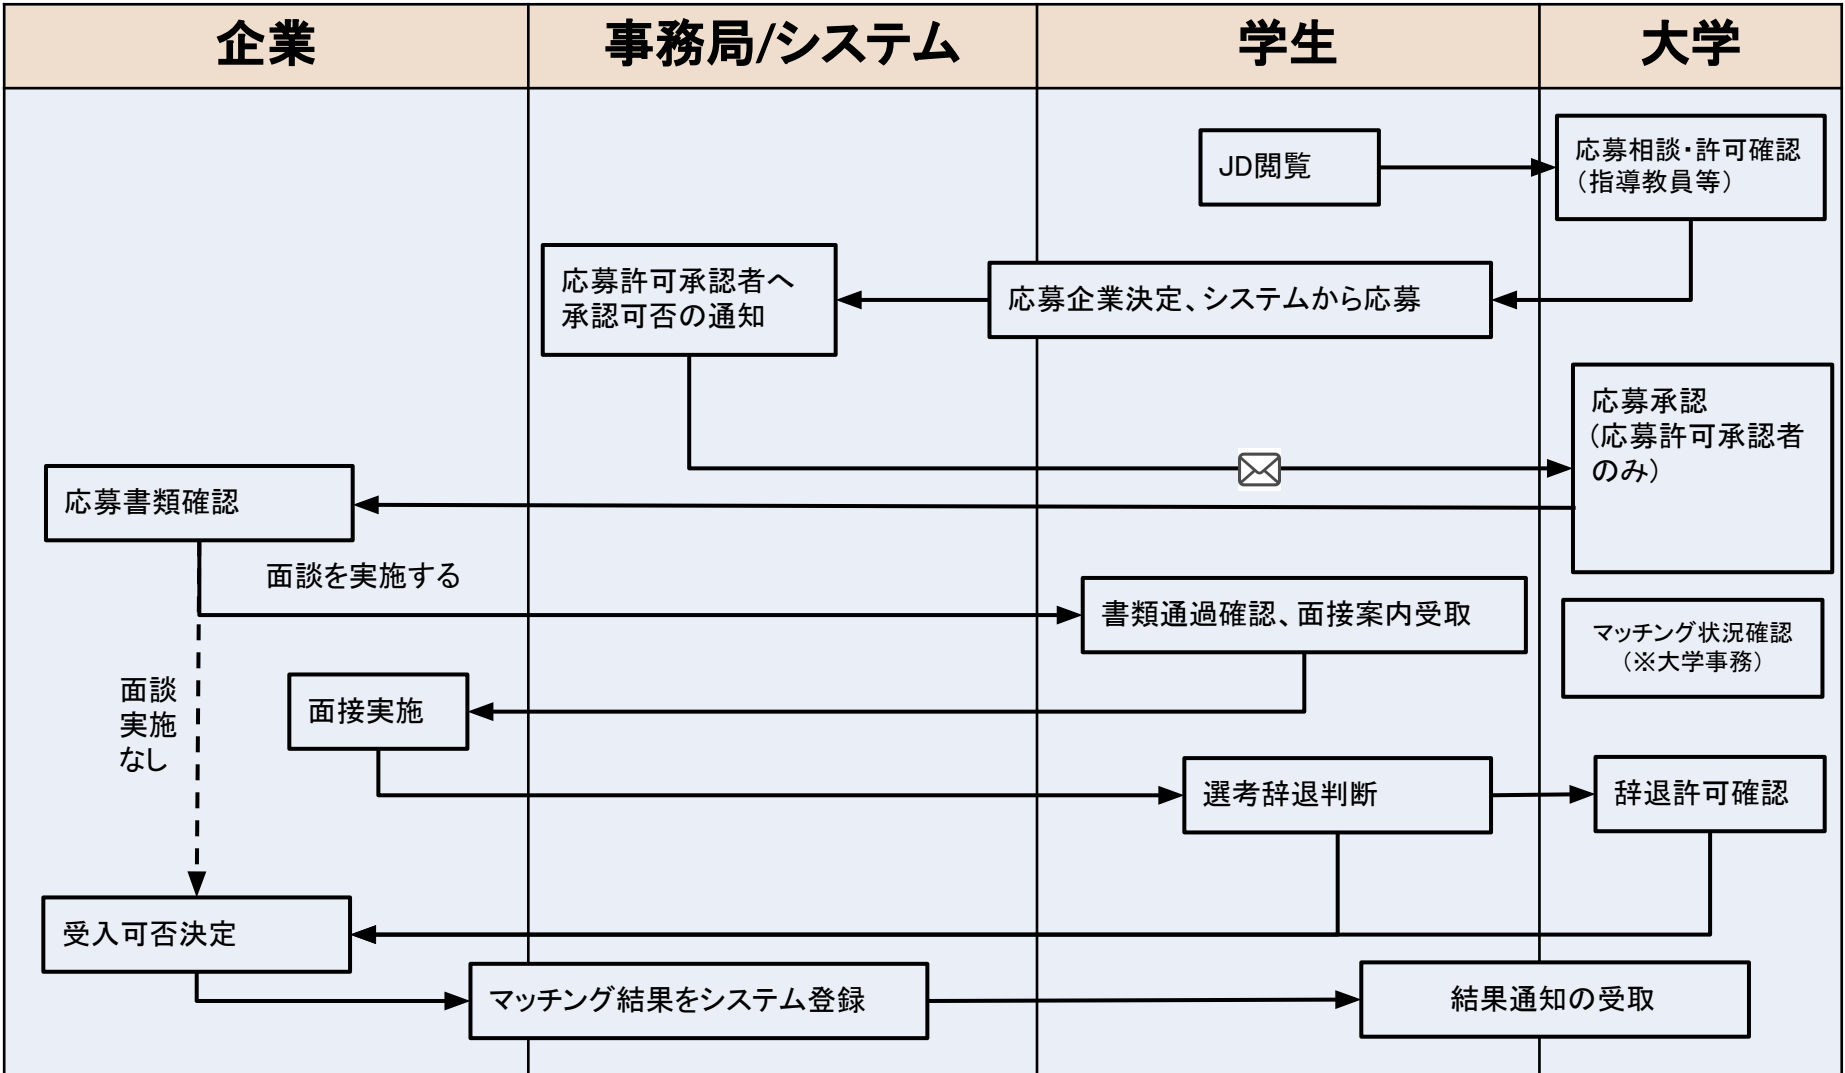 企業
事務局/システム
学生
大学
JD閲覧
応募相談・許可確認
（指導教員等）
応募許可承認者へ
承認可否の通知
応募企業決定、システムから応募
応募承認
(応募許可承認者
のみ）
応募書類確認
面談を実施する
書類通過確認、面接案内受取
マッチング状況確認
（※大学事務）
面談
実施
なし
面接実施
選考辞退判断
辞退許可確認
受入可否決定
マッチング結果をシステム登録
結果通知の受取